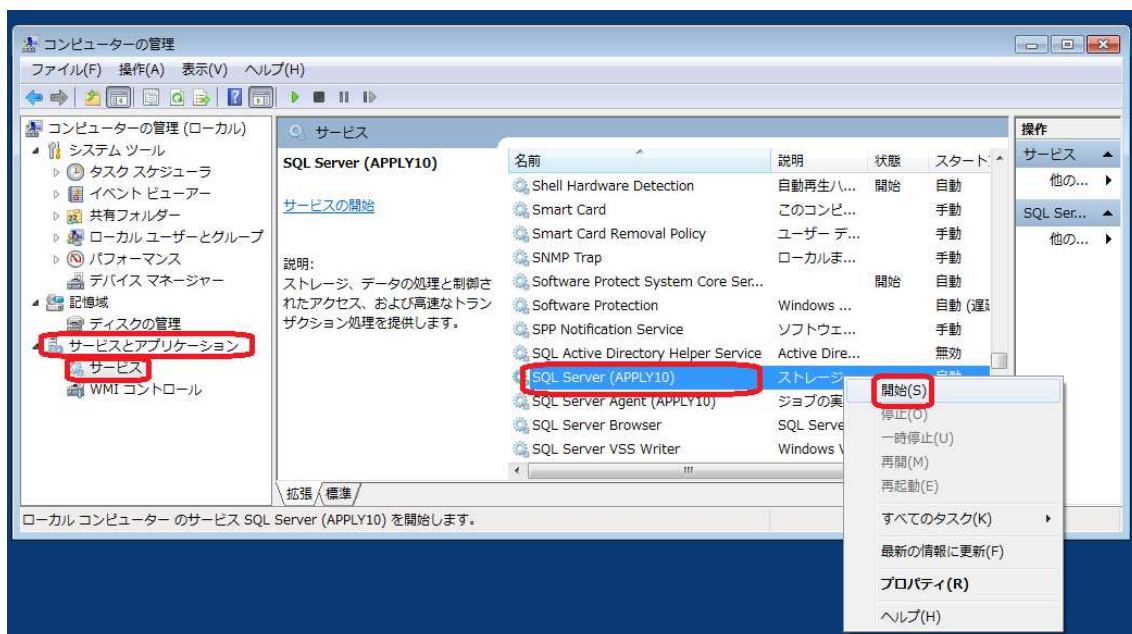 コンピューターの管理
ファイル(F) 操作(A) 表示(V) ヘルプ(H)
コンピューターの管理 (ローカル)
システム ツール
タスク スケジューラ
イベント ビューアー
共有フォルダー
ローカル ユーザーとグループ
パフォーマンス
デバイス マネージャー
記憶域
ディスクの管理
サービスとアプリケーション
サービス
WMI コントロール
サービス
SQL Server (APPLY10)
サービスの開始
説明:
ストレージ、データの処理と制御さ
れたアクセス、および高速なトラン
ザクション処理を提供します。
名前 説明 状態 スタート
Shell Hardware Detection 自動再生ハ... 開始 自動
Smart Card このコンピ... 手動
Smart Card Removal Policy ユーザー デ... 手動
SNMP Trap ローカルま... 手動
Software Protect System Core Ser... 開始 自動
Software Protection Windows ... 自動 (遅延
SPP Notification Service ソフトウェ... 手動
SQL Active Directory Helper Service Active Dire... 無効
SQL Server (APPLY10) ストレージ 自動
SQL Server Agent (APPLY10) ジョブの実
SQL Server Browser SQL Serve
SQL Server VSS Writer Windows V
拡張 標準
操作
サービス
他の...
SQL Ser...
他の...
開始(S)
停止(O)
一時停止(U)
再開(M)
再起動(E)
すべてのタスク(K)
最新の情報に更新(F)
プロパティ(R)
ヘルプ(H)
ローカル コンピューター のサービス SQL Server (APPLY10) を開始します。